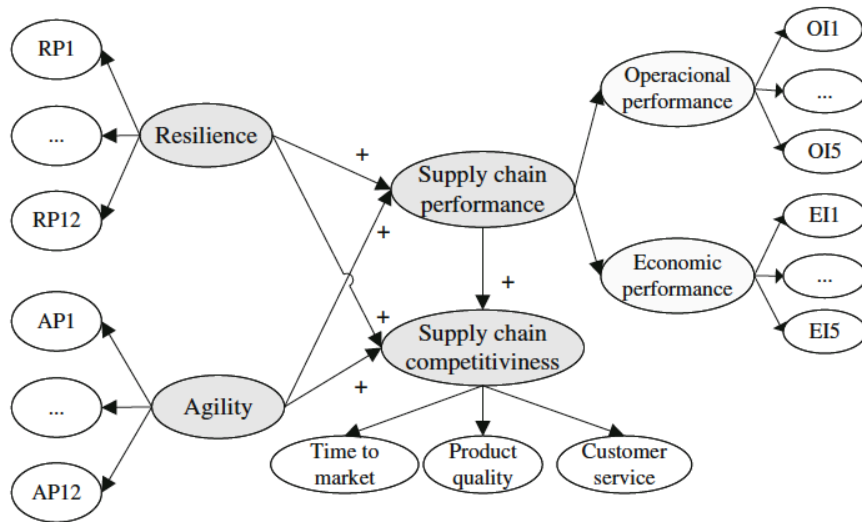 RP1
...
RP12
Resilience
AP1
...
AP12
Agility
+
+
+
+
+
Supply chain
performance
Supply chain
competitiviness
Time to
market
Product
quality
Customer
service
Operacional
performance
Economic
performance
OI1
...
OI5
EI1
...
EI5